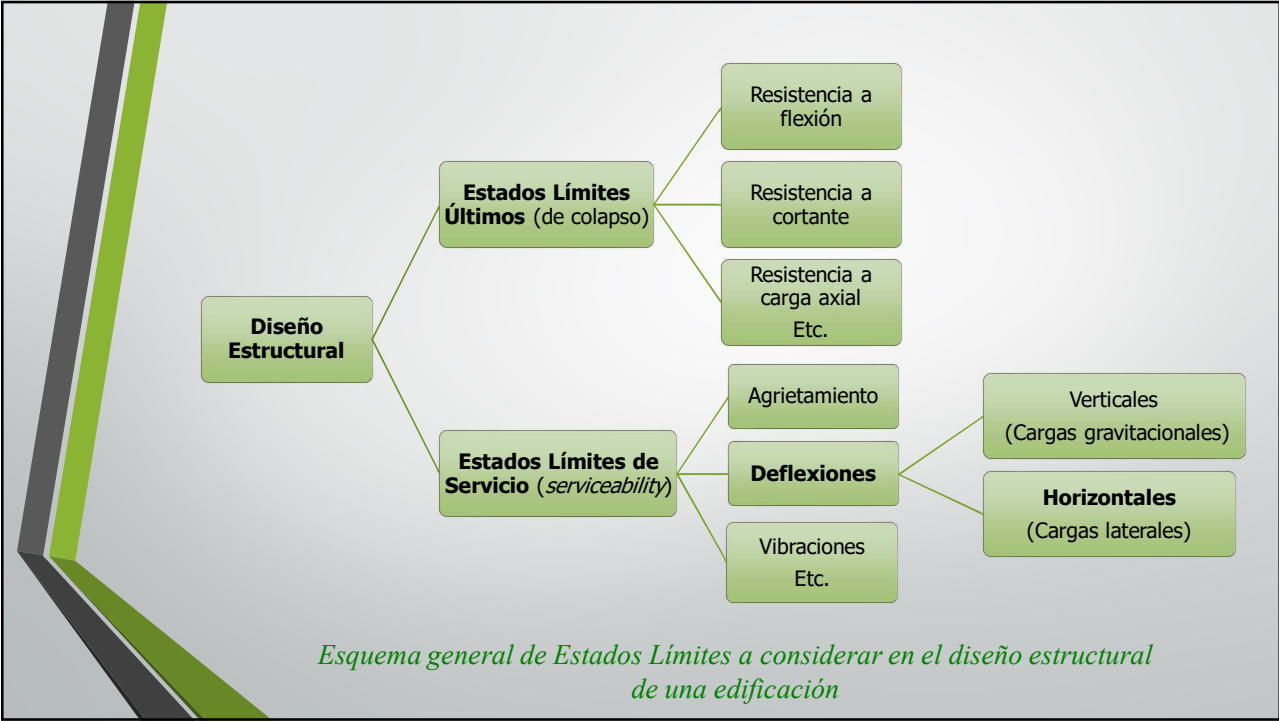 Diseño
Estructural
Estados Límites
Últimos (de colapso)
Resistencia a
flexión
Resistencia a
cortante
Resistencia a
carga axial
Etc.
Estados Límites de
Servicio (serviceability)
Agrietamiento
Deflexiones
Vibraciones
Etc.
Verticales
(Cargas gravitacionales)
Horizontales
(Cargas laterales)
Esquema general de Estados Límites a considerar en el diseño estructural
de una edificación